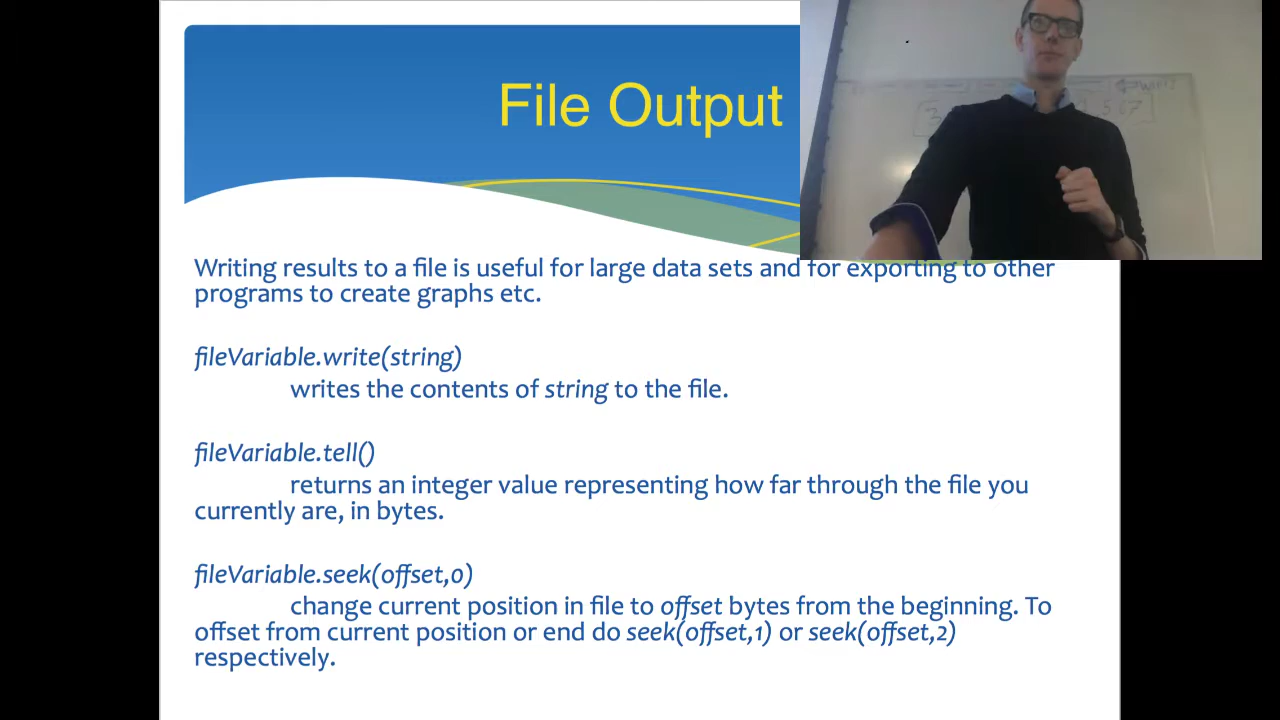 File Output
Writing results to a file is useful for large data sets and for exporting to other
programs to create graphs etc.
fileVariable.write(string)
writes the contents of string to the file.
fileVariable.tell()
returns an integer value representing how far through the file you
currently are, in bytes.
fileVariable.seek(offset,0)
change current position in file to offset bytes from the beginning. To
offset from current position or end do seek(offset,1) or seek(offset,2)
respectively.